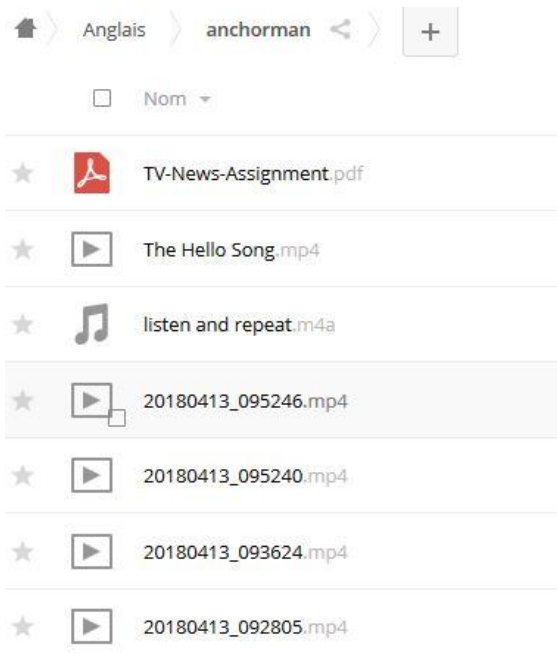 Anglais anchorman +
Nom
TV-News-Assignment.pdf
The Hello Song.mp4
listen and repeat.m4a
20180413_095246.mp4
20180413_095240.mp4
20180413_093624.mp4
20180413_092805.mp4